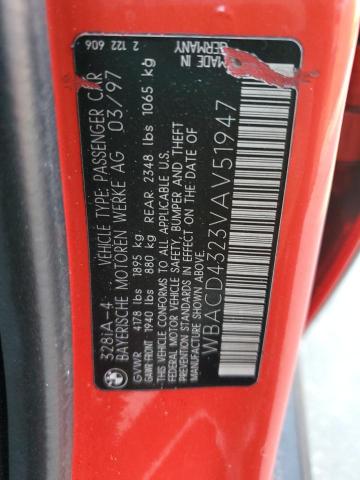 328iA-4 VEHICLE TYPE: PASSENGER CAR 2 122 606
BAYERISCHE MOTOREN WERKE AG 03/97
GVWR 4178 lbs 1895 kg
GAWR-FRONT 1940 lbs 880 kg REAR 2348 lbs 1065 kg
THIS VEHICLE CONFORMS TO ALL APPLICABLE U.S.
FEDERAL MOTOR VEHICLE SAFETY, BUMPER AND THEFT
PREVENTION STANDARDS IN EFFECT ON THE DATE OF
MANUFACTURE SHOWN ABOVE.
MADE IN
GERMANY
WBACD4323VAV51947